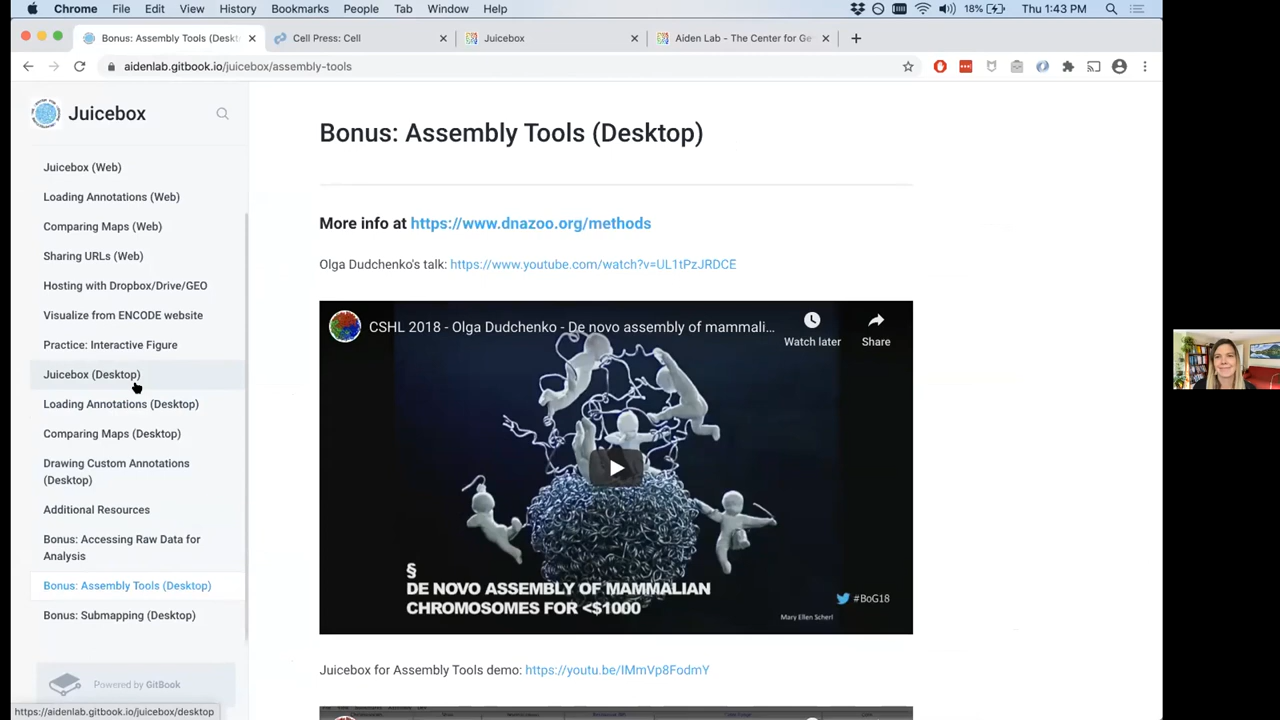 Chrome File Edit View History Bookmarks People Tab Window Help 18% Thu 1:43 PM
Bonus: Assembly Tools (Deskt Cell Press: Cell Juicebox Aiden Lab - The Center for Ge
aidenlab.gitbook.io/juicebox/assembly-tools
Juicebox
Juicebox (Web)
Loading Annotations (Web)
Comparing Maps (Web)
Sharing URLs (Web)
Hosting with Dropbox/Drive/GEO
Visualize from ENCODE website
Practice: Interactive Figure
Juicebox (Desktop)
Loading Annotations (Desktop)
Comparing Maps (Desktop)
Drawing Custom Annotations
(Desktop)
Additional Resources
Bonus: Accessing Raw Data for
Analysis
Bonus: Assembly Tools (Desktop)
Bonus: Submapping (Desktop)
Powered by GitBook
https://aidenlab.gitbook.io/juicebox/desktop
Bonus: Assembly Tools (Desktop)
More info at https://www.dnazoo.org/methods
Olga Dudchenko's talk: https://www.youtube.com/watch?v=UL1tPzJRDCE
CSHL 2018 - Olga Dudchenko - De novo assembly of mammali...
Watch later Share
§
DE NOVO ASSEMBLY OF MAMMALIAN
CHROMOSOMES FOR <$1000
#BoG18
Mary Ellen Scherl
Juicebox for Assembly Tools demo: https://youtu.be/IMmVp8FodmY